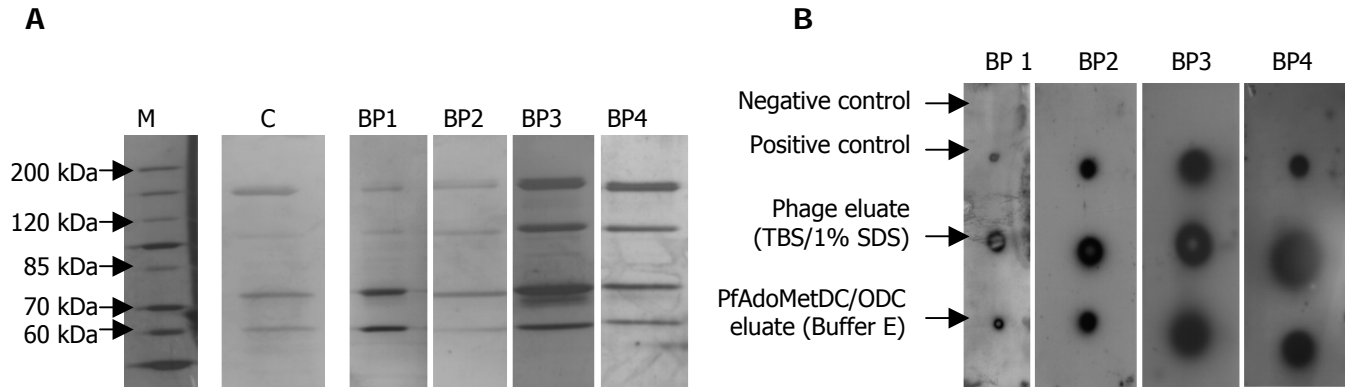 A
M
C
BP1
BP2
BP3
BP4
200 kDa
120 kDa
85 kDa
70 kDa
60 kDa
B
BP 1
BP2
BP3
BP4
Negative control
Positive control
Phage eluate
(TBS/1% SDS)
PfAdoMetDC/ODC
eluate (Buffer E)